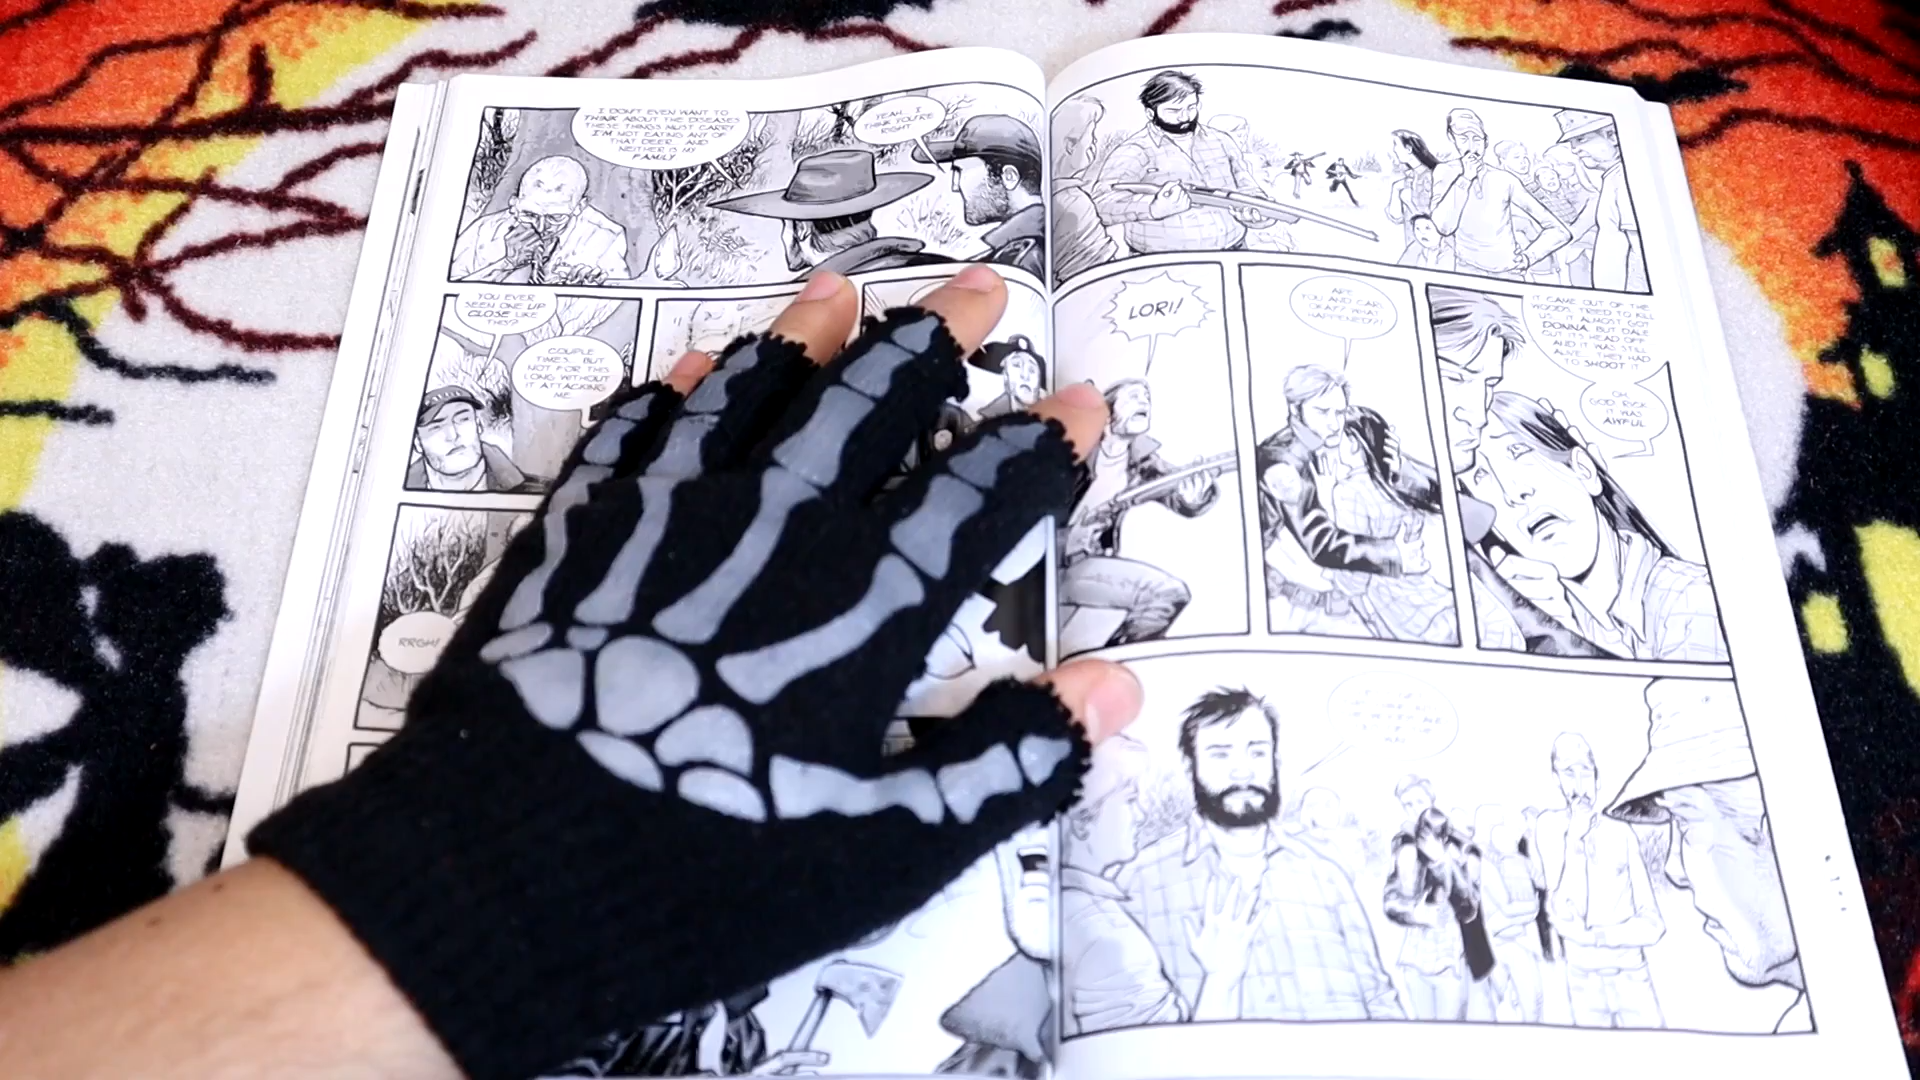 I DON'T EVEN WANT TO
THINK ABOUT THE DISEASES
THESE THINGS MUST CARRY.
I'M NOT EATING ANY OF
THAT DEER... AND
NEITHER IS MY
FAMILY.
YEAH... I
THINK YOU'RE
RIGHT.
YOU EVER
SEEN ONE UP
CLOSE LIKE
THIS?
COUPLE
TIMES... BUT
NOT FOR THIS
LONG WITHOUT
IT ATTACKING
ME.
RRGH!
LORI!
ARE
YOU AND CARL
OKAY? WHAT
HAPPENED?!
IT CAME OUT OF THE
WOODS. TRIED TO KILL
US. IT ALMOST GOT
DONNA, BUT DALE
CUT IT'S HEAD OFF
AND IT WAS STILL
ALIVE. THEY HAD
TO SHOOT IT.
OH,
GOD, RICK.
IT WAS
AWFUL.